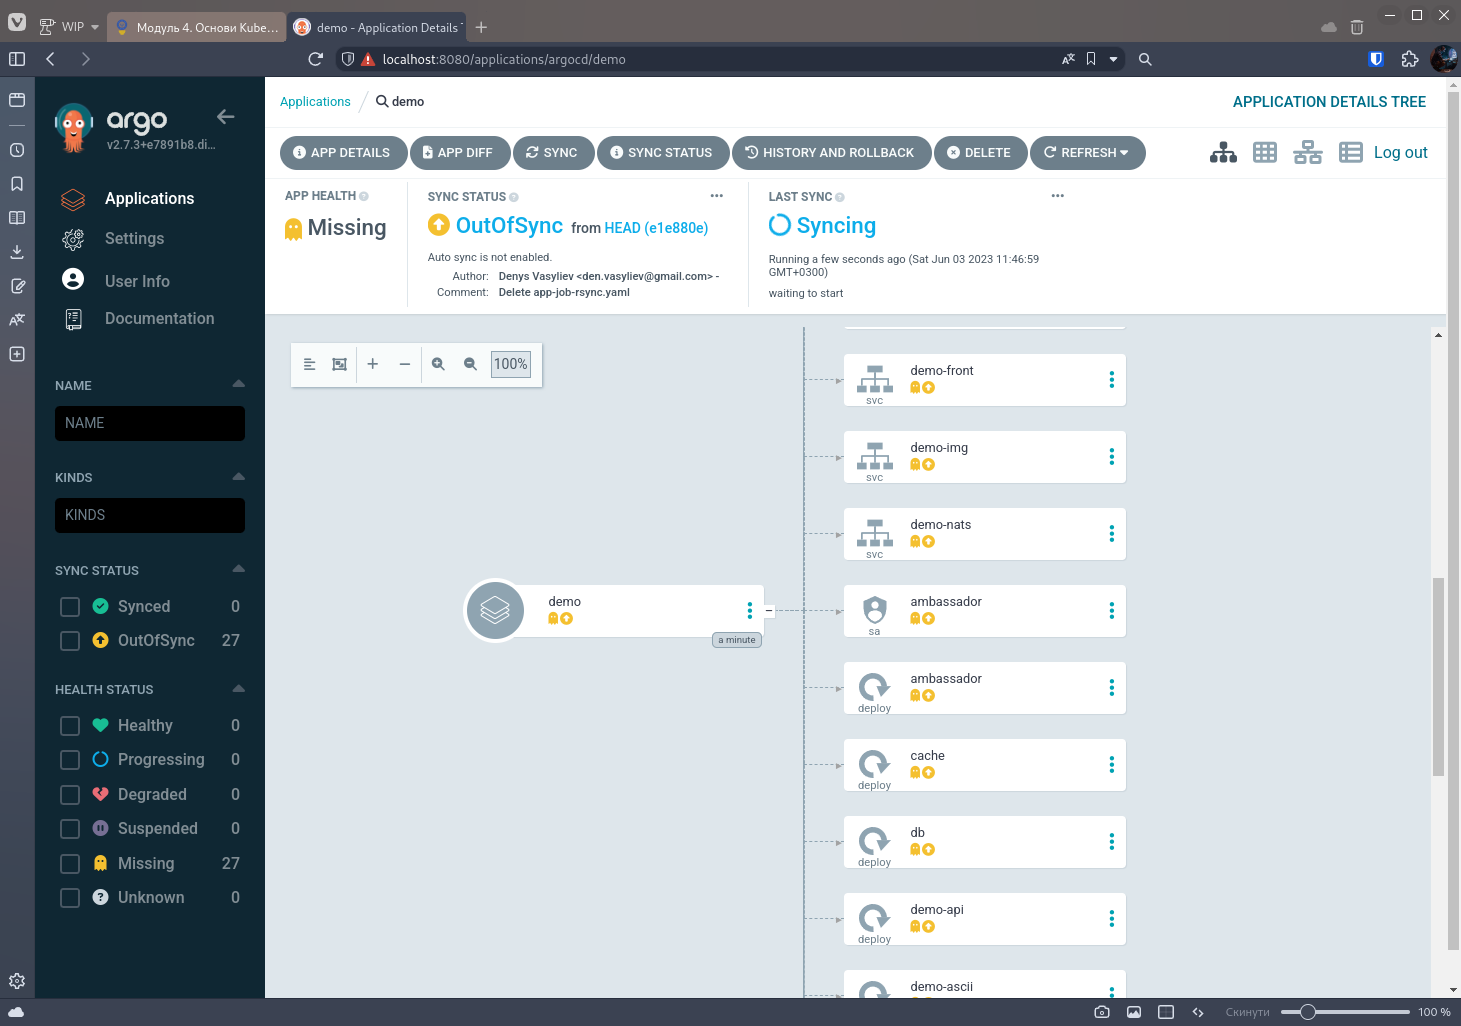 WIP
Модуль 4. Основи Kube...
demo - Application Details
localhost:8080/applications/argocd/demo
argo
v2.7.3+e7891b8.di...
Applications
Settings
User Info
Documentation
NAME
NAME
KINDS
KINDS
SYNC STATUS
Synced 0
OutOfSync 27
HEALTH STATUS
Healthy 0
Progressing 0
Degraded 0
Suspended 0
Missing 27
Unknown 0
Applications
demo
APPLICATION DETAILS TREE
APP DETAILS
APP DIFF
SYNC
SYNC STATUS
HISTORY AND ROLLBACK
DELETE
REFRESH
Log out
APP HEALTH
Missing
SYNC STATUS
OutOfSync from HEAD (e1e880e)
Auto sync is not enabled.
Author: Denys Vasyliev <den.vasyliev@gmail.com> -
Comment: Delete app-job-rsync.yaml
LAST SYNC
Syncing
Running a few seconds ago (Sat Jun 03 2023 11:46:59
GMT+0300)
waiting to start
100%
demo
a minute
demo-front
svc
demo-img
svc
demo-nats
svc
ambassador
sa
ambassador
deploy
cache
deploy
db
deploy
demo-api
deploy
demo-ascii
Скинути
100 %